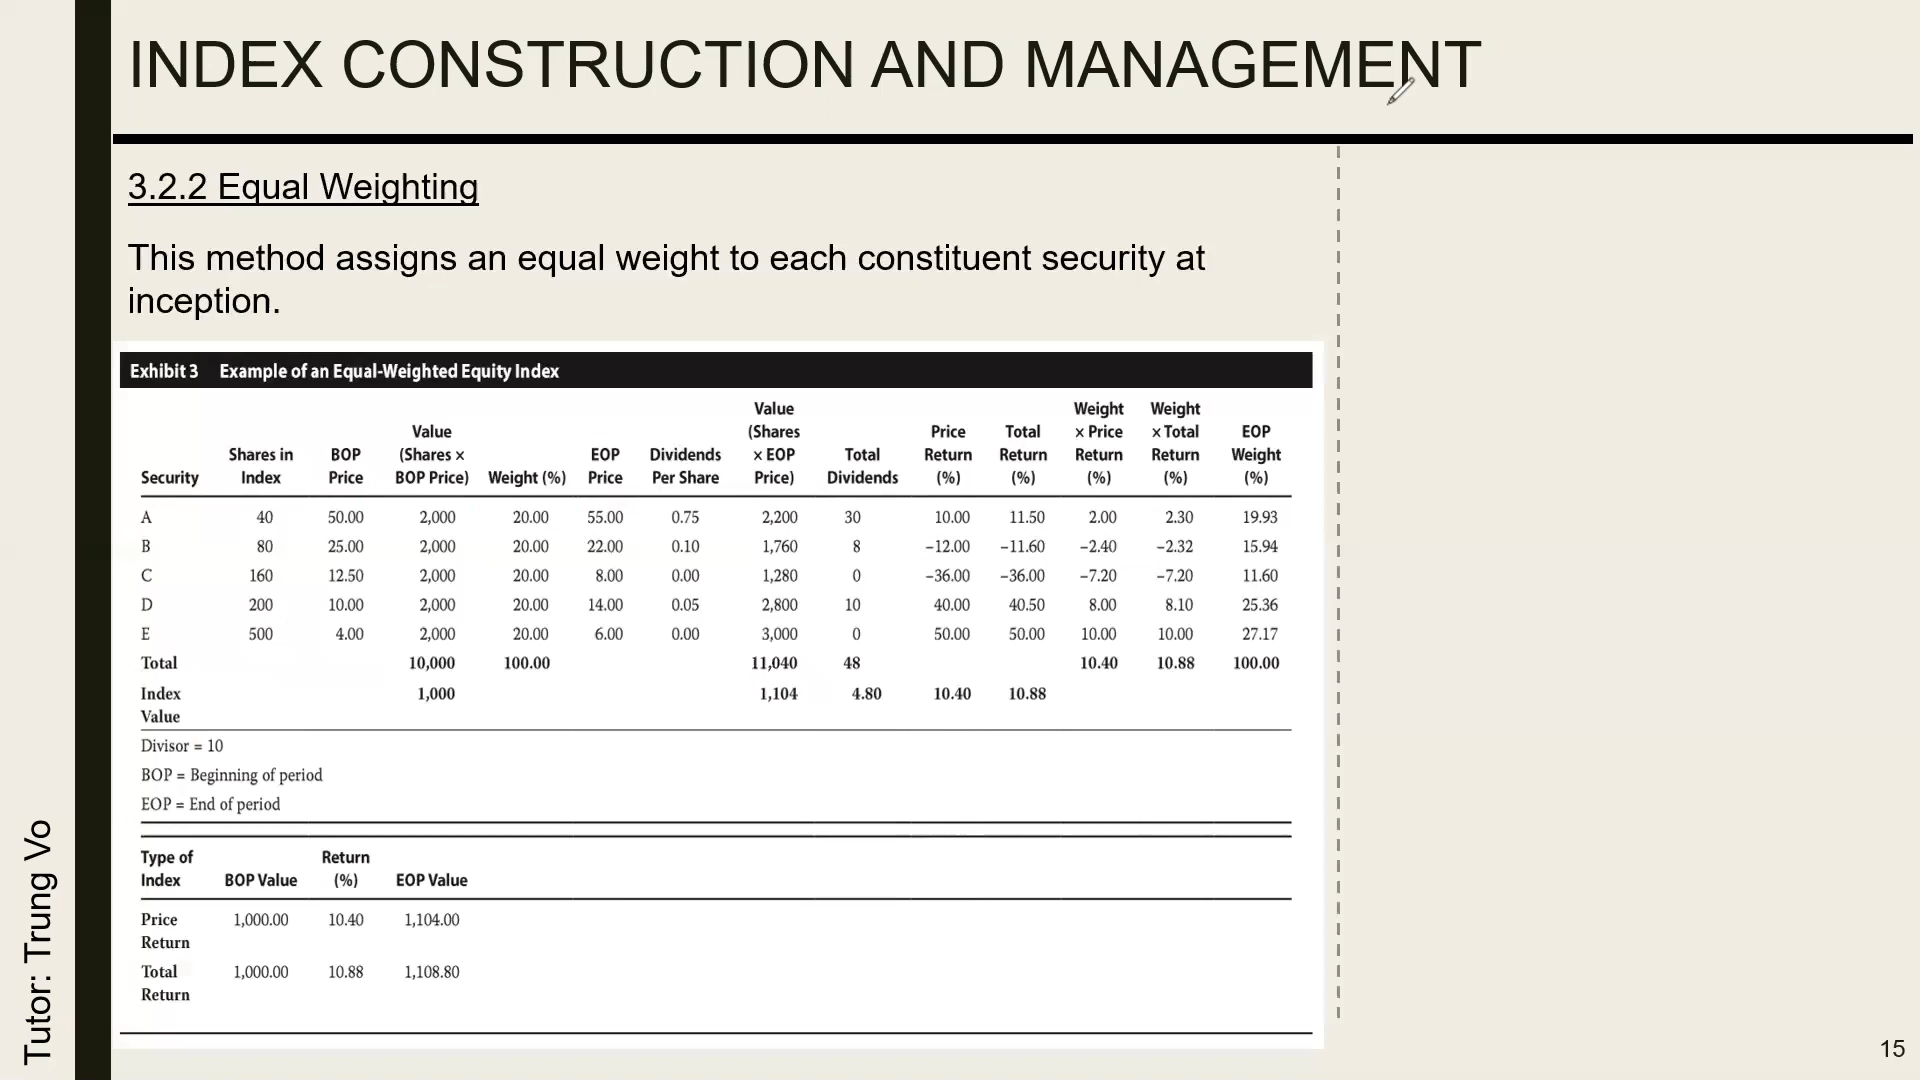 INDEX CONSTRUCTION AND MANAGEMENT
3.2.2 Equal Weighting
This method assigns an equal weight to each constituent security at
inception.
Exhibit 3 Example of an Equal-Weighted Equity Index
Security Shares in Index BOP Price Value (Shares × BOP Price) Weight (%) EOP Price Dividends Per Share Value (Shares × EOP Price) Total Dividends Price Return (%) Total Return (%) Weight × Price Return (%) Weight × Total Return (%) EOP Weight (%)
A 40 50.00 2,000 20.00 55.00 0.75 2,200 30 10.00 11.50 2.00 2.30 19.93
B 80 25.00 2,000 20.00 22.00 0.10 1,760 8 −12.00 −11.60 −2.40 −2.32 15.94
C 160 12.50 2,000 20.00 8.00 0.00 1,280 0 −36.00 −36.00 −7.20 −7.20 11.60
D 200 10.00 2,000 20.00 14.00 0.05 2,800 10 40.00 40.50 8.00 8.10 25.36
E 500 4.00 2,000 20.00 6.00 0.00 3,000 0 50.00 50.00 10.00 10.00 27.17
Total 10,000 100.00 11,040 48 10.40 10.88 100.00
Index Value 1,000 1,104 4.80 10.40 10.88
Divisor = 10
BOP = Beginning of period
EOP = End of period
Type of Index BOP Value Return (%) EOP Value
Price Return 1,000.00 10.40 1,104.00
Total Return 1,000.00 10.88 1,108.80
Tutor: Trung Vo
15